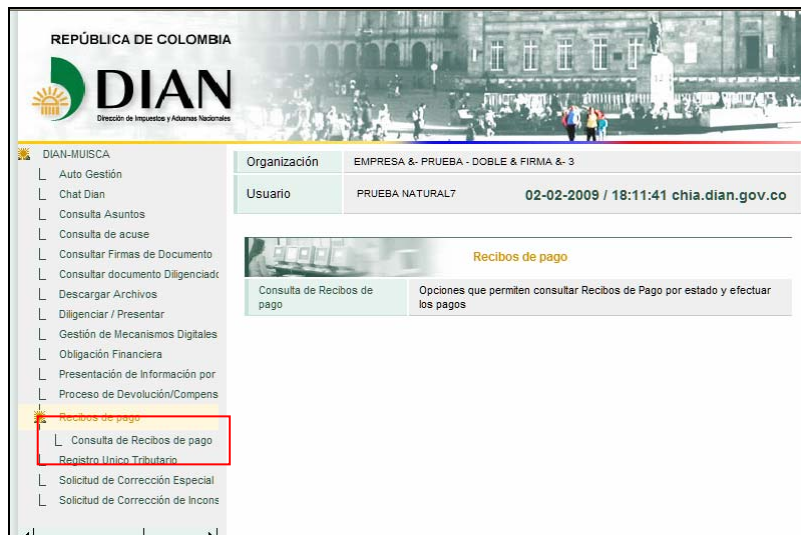 REPÚBLICA DE COLOMBIA
DIAN
Dirección de Impuestos y Aduanas Nacionales
DIAN-MUISCA
Auto Gestión
Chat Dian
Consulta Asuntos
Consulta de acuse
Consultar Firmas de Documento
Consultar documento Diligenciado
Descargar Archivos
Diligenciar / Presentar
Gestión de Mecanismos Digitales
Obligación Financiera
Presentación de Información por
Proceso de Devolución/Compens
Recibos de pago
Consulta de Recibos de pago
Registro Unico Tributario
Solicitud de Corrección Especial
Solicitud de Corrección de Incons
Organización EMPRESA &- PRUEBA - DOBLE & FIRMA &- 3
Usuario PRUEBA NATURAL7 02-02-2009 / 18:11:41 chia.dian.gov.co
Recibos de pago
Consulta de Recibos de
pago
Opciones que permiten consultar Recibos de Pago por estado y efectuar
los pagos